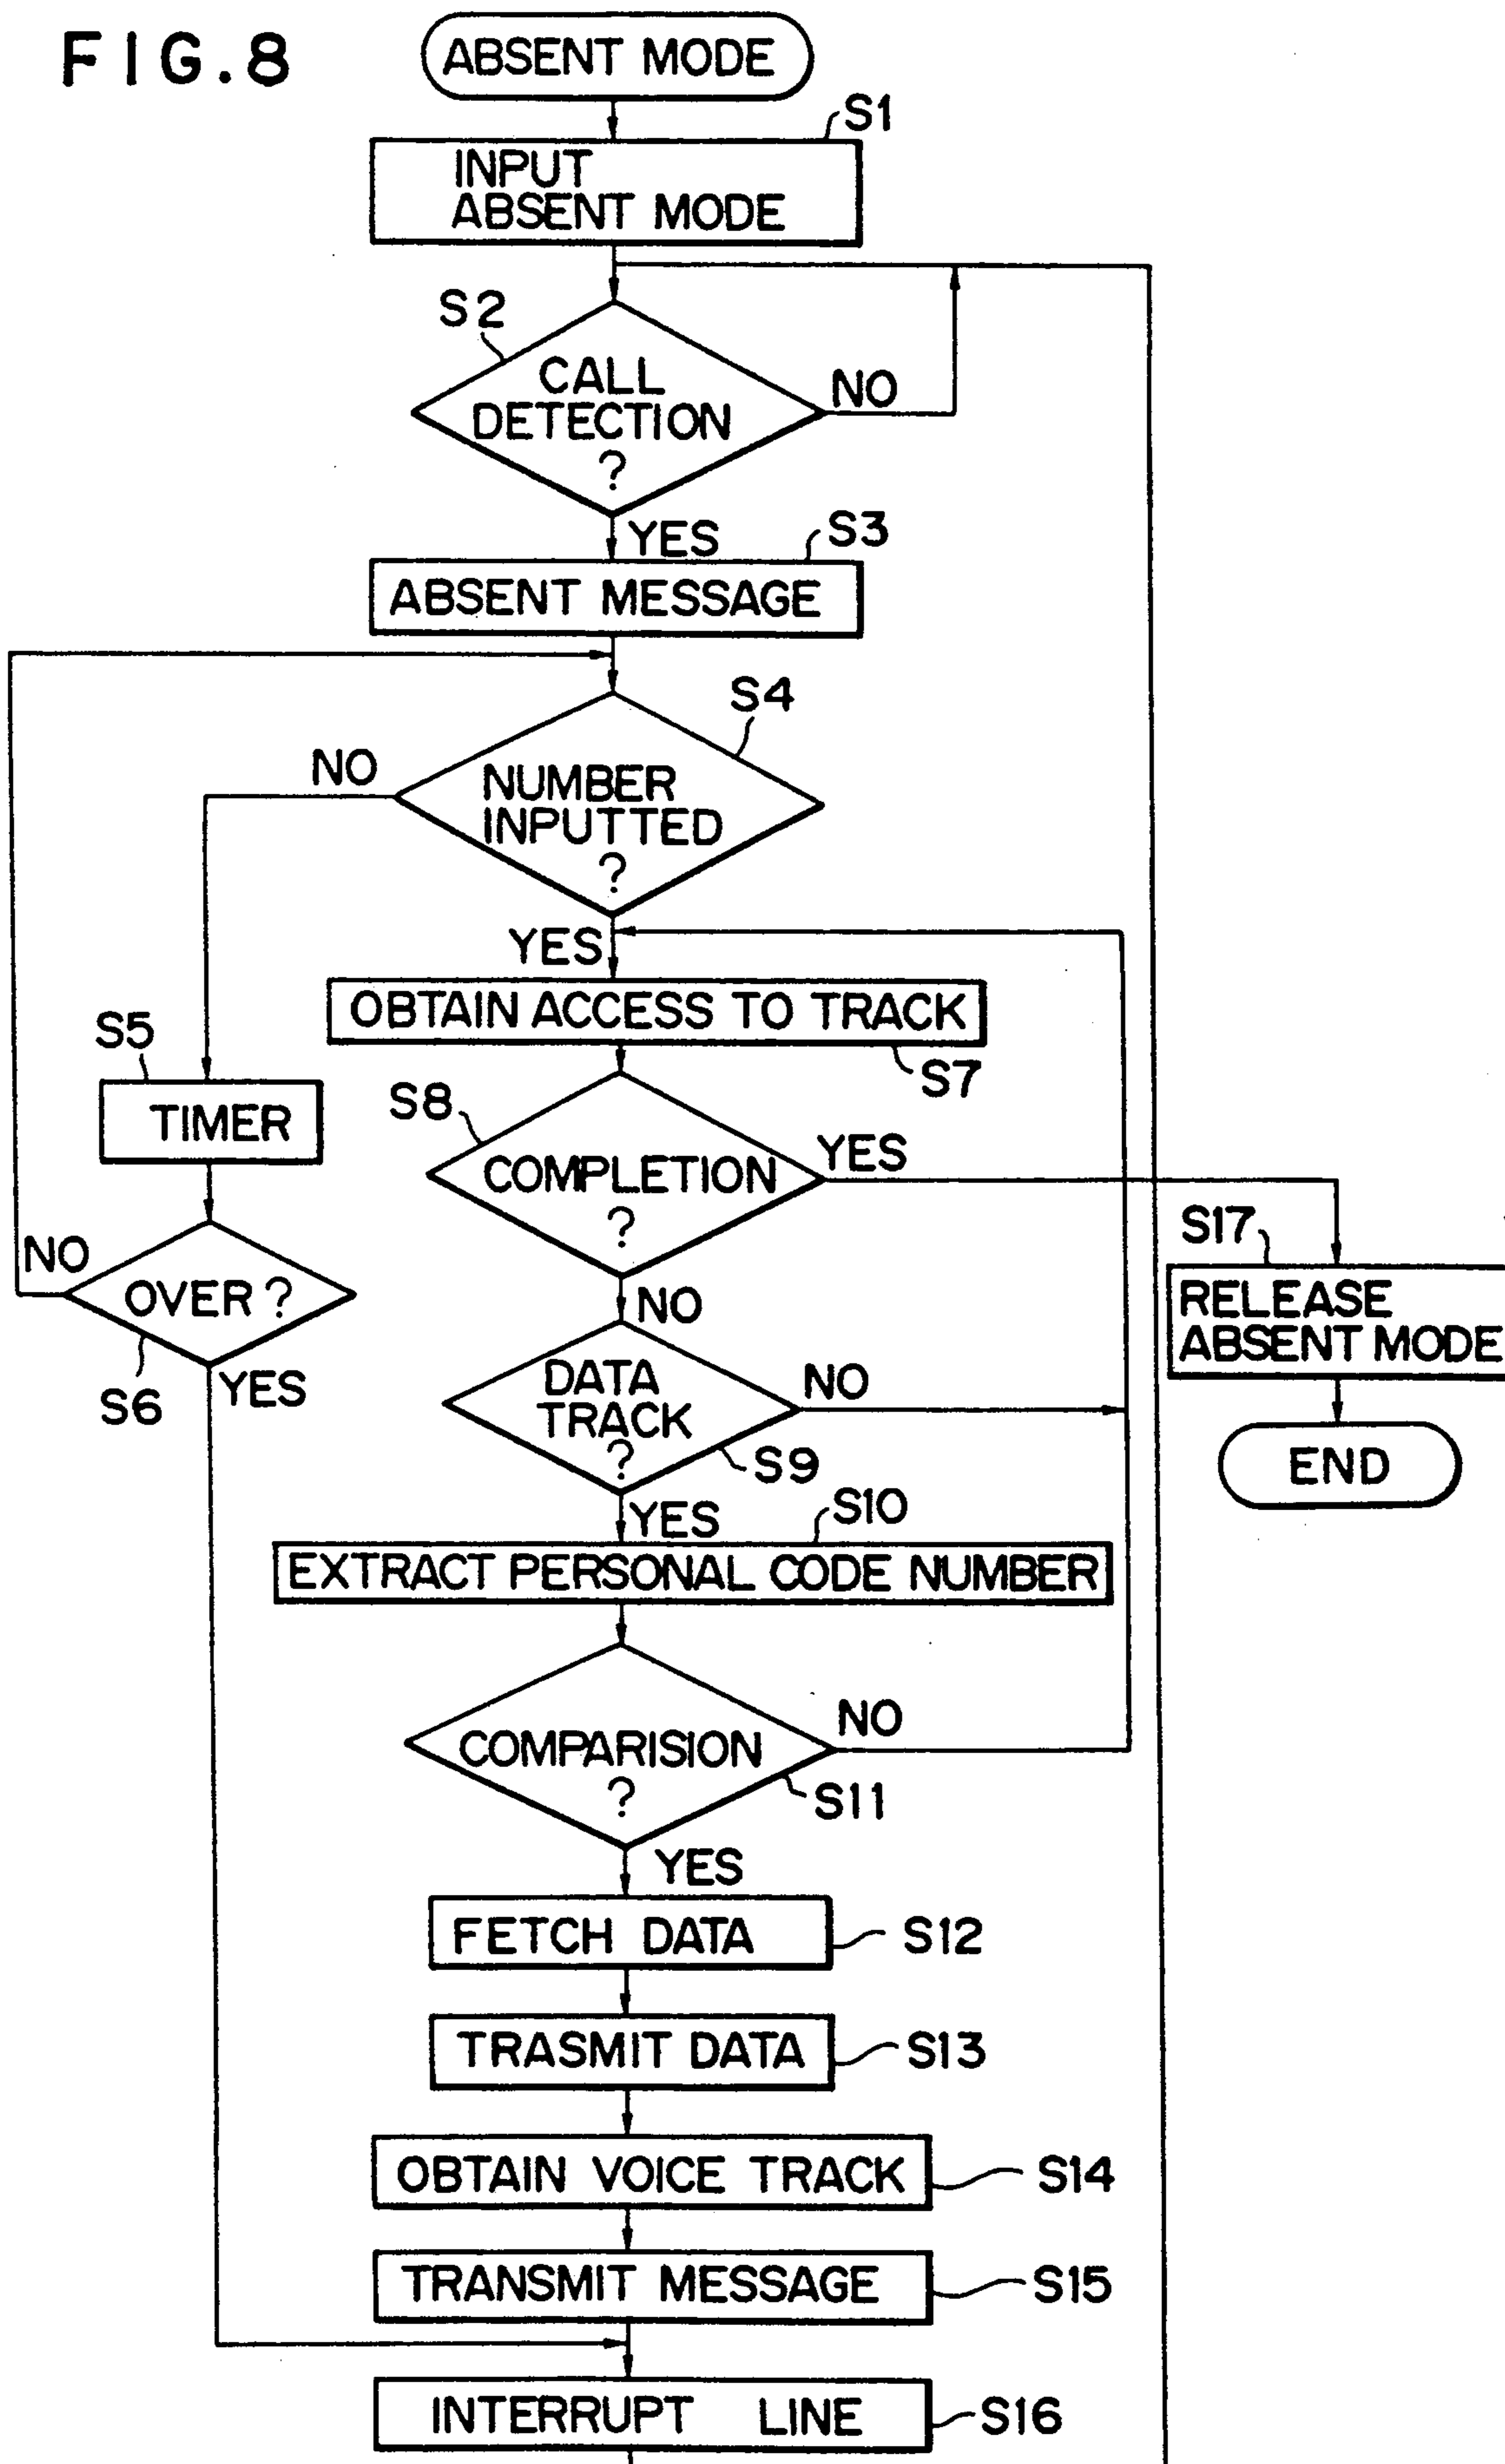 FIG.8
ABSENT MODE
S1
INPUT
ABSENT MODE
S2
CALL
DETECTION
?
NO
YES
S3
ABSENT MESSAGE
S4
NO
NUMBER
INPUTTED
?
YES
OBTAIN ACCESS TO TRACK
S7
S5
TIMER
S8
COMPLETION
?
YES
NO
OVER ?
S6
YES
NO
S17
RELEASE
ABSENT MODE
END
DATA
TRACK
?
NO
S9
YES
S10
EXTRACT PERSONAL CODE NUMBER
COMPARISION
?
NO
S11
YES
FETCH DATA
S12
TRASMIT DATA
S13
OBTAIN VOICE TRACK
S14
TRANSMIT MESSAGE
S15
INTERRUPT LINE
S16